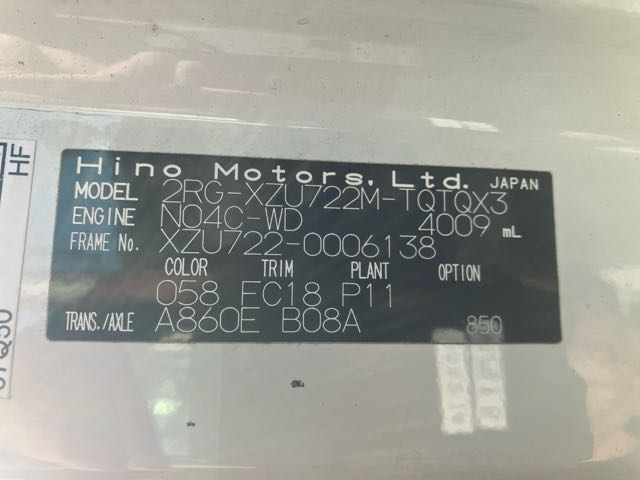 Hino Motors, Ltd. JAPAN
MODEL 2RG-XZU722M-TQTQX3
ENGINE N04C-WD 4009 mL
FRAME No. XZU722-0006138
COLOR TRIM PLANT OPTION
058 FC18 P11
TRANS./AXLE A860E B08A 850
HF